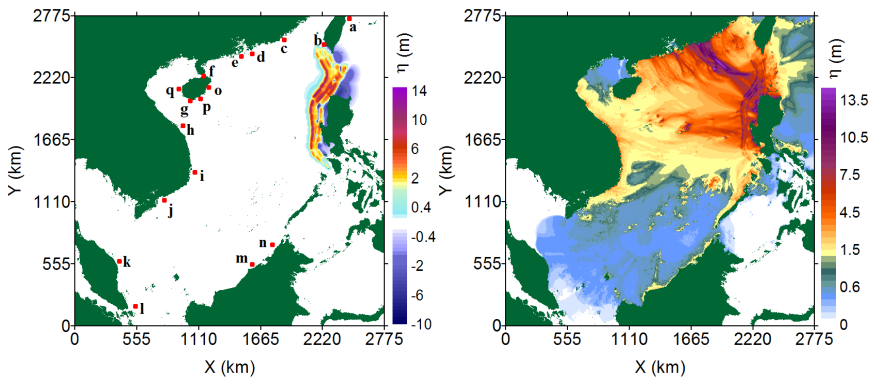 2775
2220
1665
1110
555
0
Y (km)
0 555 1110 1665 2220 2775
X (km)
a
b
c
d
e
f
o
q
g
p
h
i
j
n
m
k
l
η (m)
14
6
2
0.4
-0.4
-2
-6
-10
2775
2220
1665
1110
555
0
Y (km)
0 555 1110 1665 2220 2775
X (km)
η (m)
13.5
10.5
7.5
4.5
1.5
0.6
0